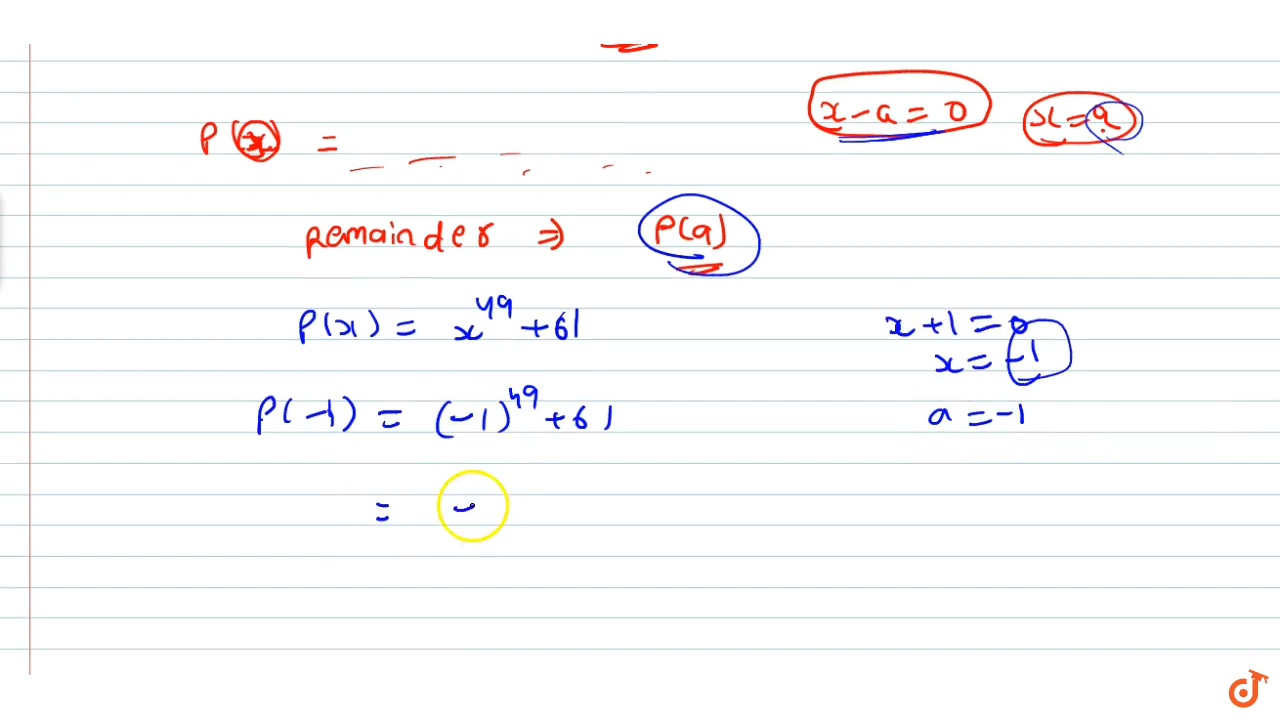 x - a = 0 x = a
P(x) =
remainder ⇒ P(a)
P(x) = x^49 + 61 x + 1 = 0
x = -1
P(-1) = (-1)^49 + 61 a = -1
= -